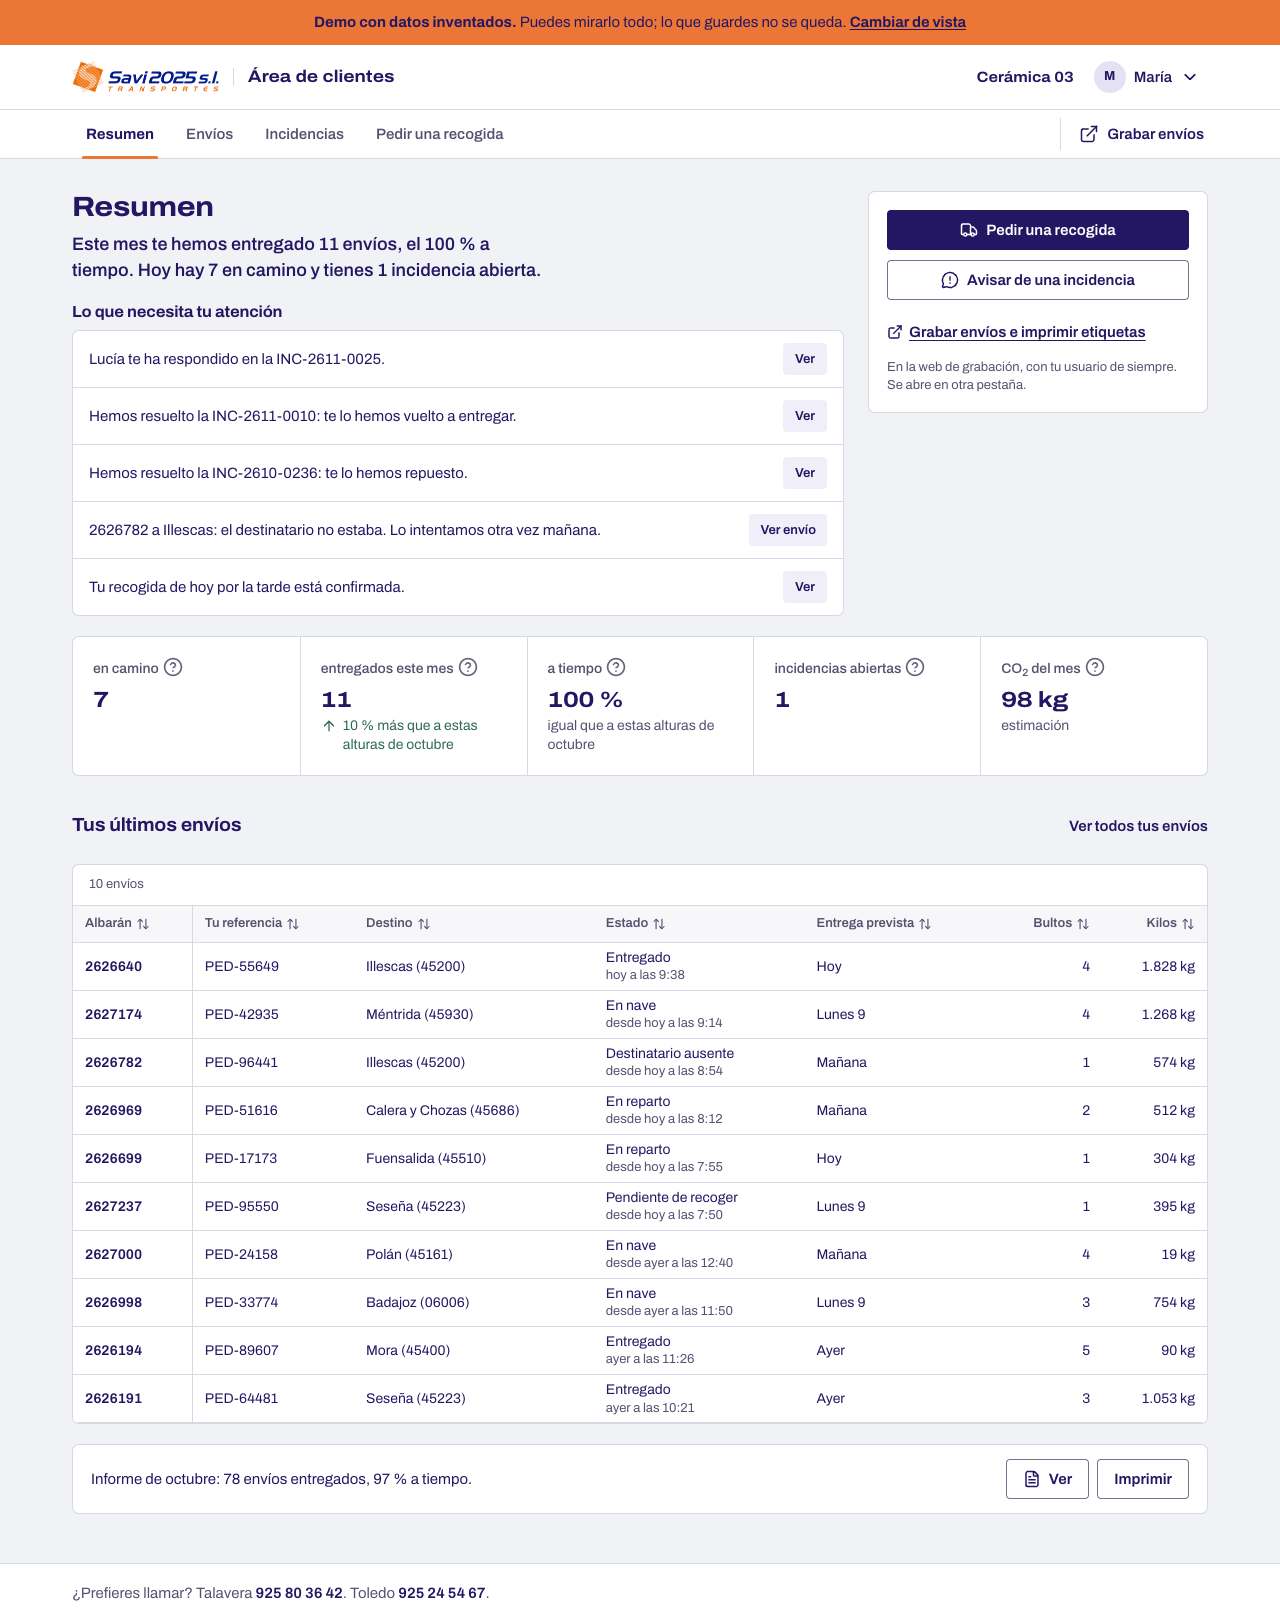 Demo con datos inventados. Puedes mirarlo todo; lo que guardes no se queda. Cambiar de vista
Savi 2025 s.l.
TRANSPORTES
Área de clientes
Cerámica 03
M
María
Resumen
Envíos
Incidencias
Pedir una recogida
Grabar envíos
Resumen
Este mes te hemos entregado 11 envíos, el 100 % a
tiempo. Hoy hay 7 en camino y tienes 1 incidencia abierta.
Pedir una recogida
Avisar de una incidencia
Grabar envíos e imprimir etiquetas
En la web de grabación, con tu usuario de siempre.
Se abre en otra pestaña.
Lo que necesita tu atención
Lucía te ha respondido en la INC-2611-0025.
Ver
Hemos resuelto la INC-2611-0010: te lo hemos vuelto a entregar.
Ver
Hemos resuelto la INC-2610-0236: te lo hemos repuesto.
Ver
2626782 a Illescas: el destinatario no estaba. Lo intentamos otra vez mañana.
Ver envío
Tu recogida de hoy por la tarde está confirmada.
Ver
en camino
7
entregados este mes
11
10 % más que a estas
alturas de octubre
a tiempo
100 %
igual que a estas alturas de
octubre
incidencias abiertas
1
CO2 del mes
98 kg
estimación
Tus últimos envíos
Ver todos tus envíos
10 envíos
Albarán Tu referencia Destino Estado Entrega prevista Bultos Kilos
2626640 PED-55649 Illescas (45200) Entregado Hoy 4 1.828 kg
hoy a las 9:38
2627174 PED-42935 Méntrida (45930) En nave Lunes 9 4 1.268 kg
desde hoy a las 9:14
2626782 PED-96441 Illescas (45200) Destinatario ausente Mañana 1 574 kg
desde hoy a las 8:54
2626969 PED-51616 Calera y Chozas (45686) En reparto Mañana 2 512 kg
desde hoy a las 8:12
2626699 PED-17173 Fuensalida (45510) En reparto Hoy 1 304 kg
desde hoy a las 7:55
2627237 PED-95550 Seseña (45223) Pendiente de recoger Lunes 9 1 395 kg
desde hoy a las 7:50
2627000 PED-24158 Polán (45161) En nave Mañana 4 19 kg
desde ayer a las 12:40
2626998 PED-33774 Badajoz (06006) En nave Lunes 9 3 754 kg
desde ayer a las 11:50
2626194 PED-89607 Mora (45400) Entregado Ayer 5 90 kg
ayer a las 11:26
2626191 PED-64481 Seseña (45223) Entregado Ayer 3 1.053 kg
ayer a las 10:21
Informe de octubre: 78 envíos entregados, 97 % a tiempo.
Ver
Imprimir
¿Prefieres llamar? Talavera 925 80 36 42. Toledo 925 24 54 67.